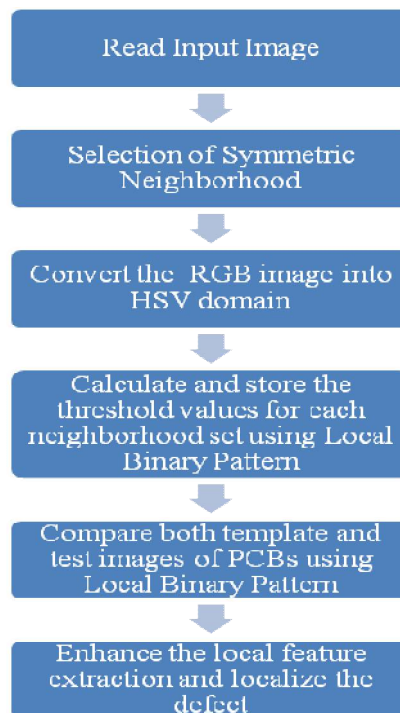 Read Input Image
Selection of Symmetric
Neighborhood
Convert the RGB image into
HSV domain
Calculate and store the
threshold values for each
neighborhood set using Local
Binary Pattern
Compare both template and
test images of PCBs using
Local Binary Pattern
Enhance the local feature
extraction and localize the
defect